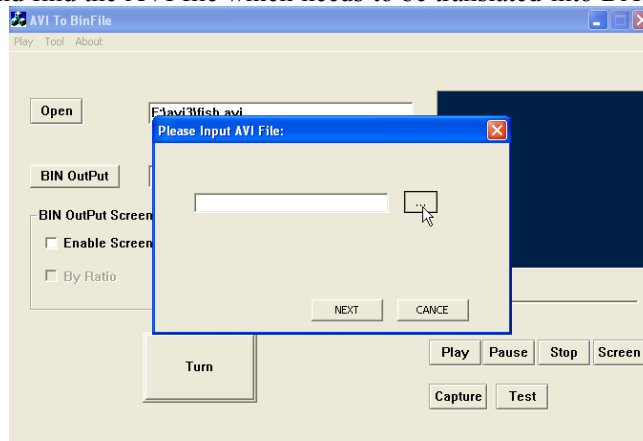 AVI To BinFile
Play Tool About
Open
F:\avi3\fish.avi
Please Input AVI File:
BIN OutPut
...
BIN OutPut Screen
Enable Screen
By Ratio
NEXT CANCE
Turn
Play Pause Stop Screen
Capture Test